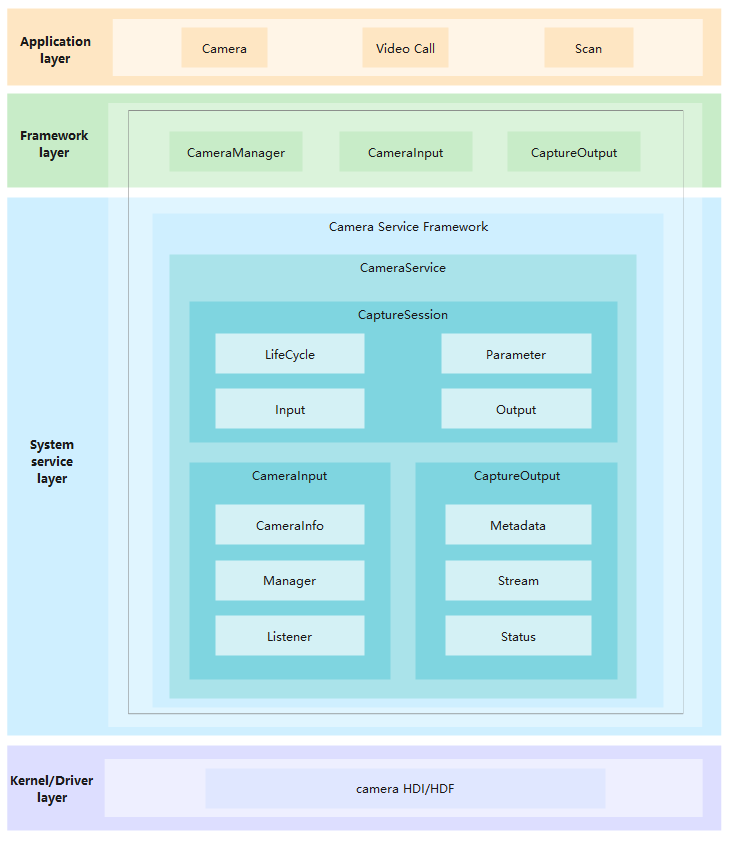 Application
layer
Camera
Video Call
Scan
Framework
layer
CameraManager
CameraInput
CaptureOutput
System
service
layer
Camera Service Framework
CameraService
CaptureSession
LifeCycle
Parameter
Input
Output
CameraInput
CaptureOutput
CameraInfo
Metadata
Manager
Stream
Listener
Status
Kernel/Driver
layer
camera HDI/HDF